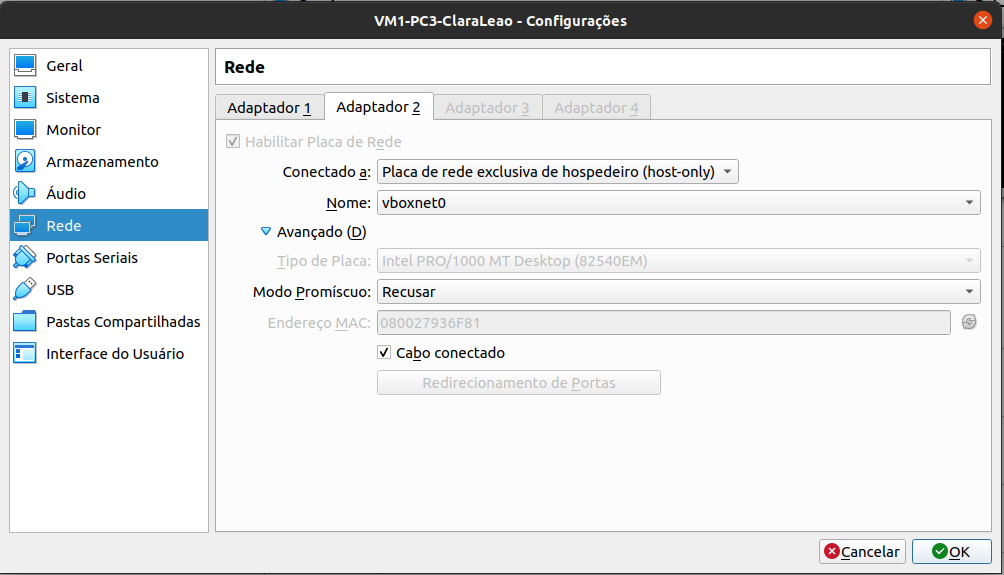 VM1-PC3-ClaraLeao - Configurações
Geral
Sistema
Monitor
Armazenamento
Áudio
Rede
Portas Seriais
USB
Pastas Compartilhadas
Interface do Usuário
Rede
Adaptador 1 Adaptador 2 Adaptador 3 Adaptador 4
Habilitar Placa de Rede
Conectado a: Placa de rede exclusiva de hospedeiro (host-only)
Nome: vboxnet0
Avançado (D)
Tipo de Placa: Intel PRO/1000 MT Desktop (82540EM)
Modo Promíscuo: Recusar
Endereço MAC: 080027936F81
Cabo conectado
Redirecionamento de Portas
Cancelar OK